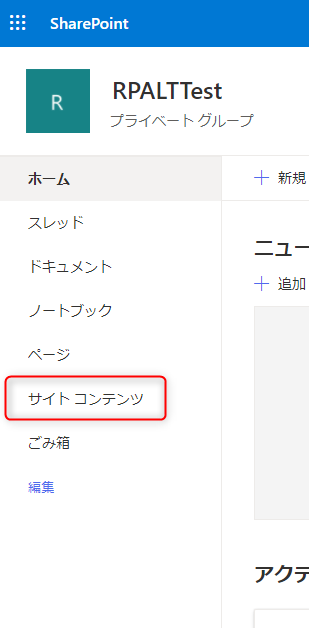 SharePoint
R
RPALTTest
プライベート グループ
ホーム
＋ 新規
スレッド
ドキュメント
ニュー
＋ 追加
ノートブック
ページ
サイト コンテンツ
ごみ箱
編集
アクテ